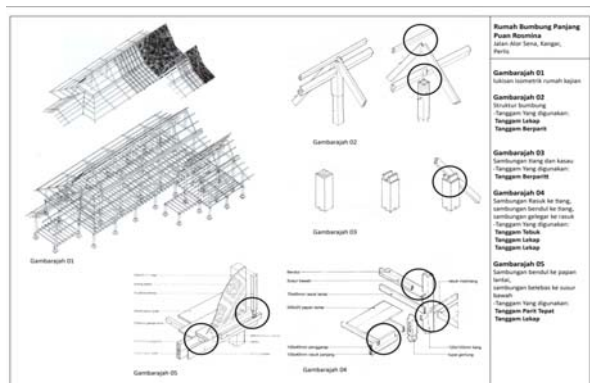 Rumah Bumbung Panjang
Puan Rosmina
Jalan Alor Sena, Kangar,
Perlis
Gambarajah 01
lukisan isometrik rumah kajian
Gambarajah 02
Struktur bumbung
-Tanggam Yang digunakan:
Tanggam Lekap
Tanggam Berparit
Gambarajah 03
Sambungan tiang dan kasau
-Tanggam Yang digunakan:
Tanggam Berparitt
Gambarajah 04
Sambungan Rasuk ke tiang,
sambungan bendul ke tiang,
sambungan gelegar ke rasuk
-Tanggam Yang digunakan:
Tanggam Tebuk
Tanggam Lekap
Tanggam Lekap
Gambarajah 05
Sambungan bendul ke papan
lantai,
sambungan betebas ke susur
bawah
-Tanggam Yang digunakan:
Tanggam Parit Tepat
Tanggam Lekap
Gambarajah 02
Gambarajah 03
Gambarajah 01
Gambarajah 05
Gambarajah 04